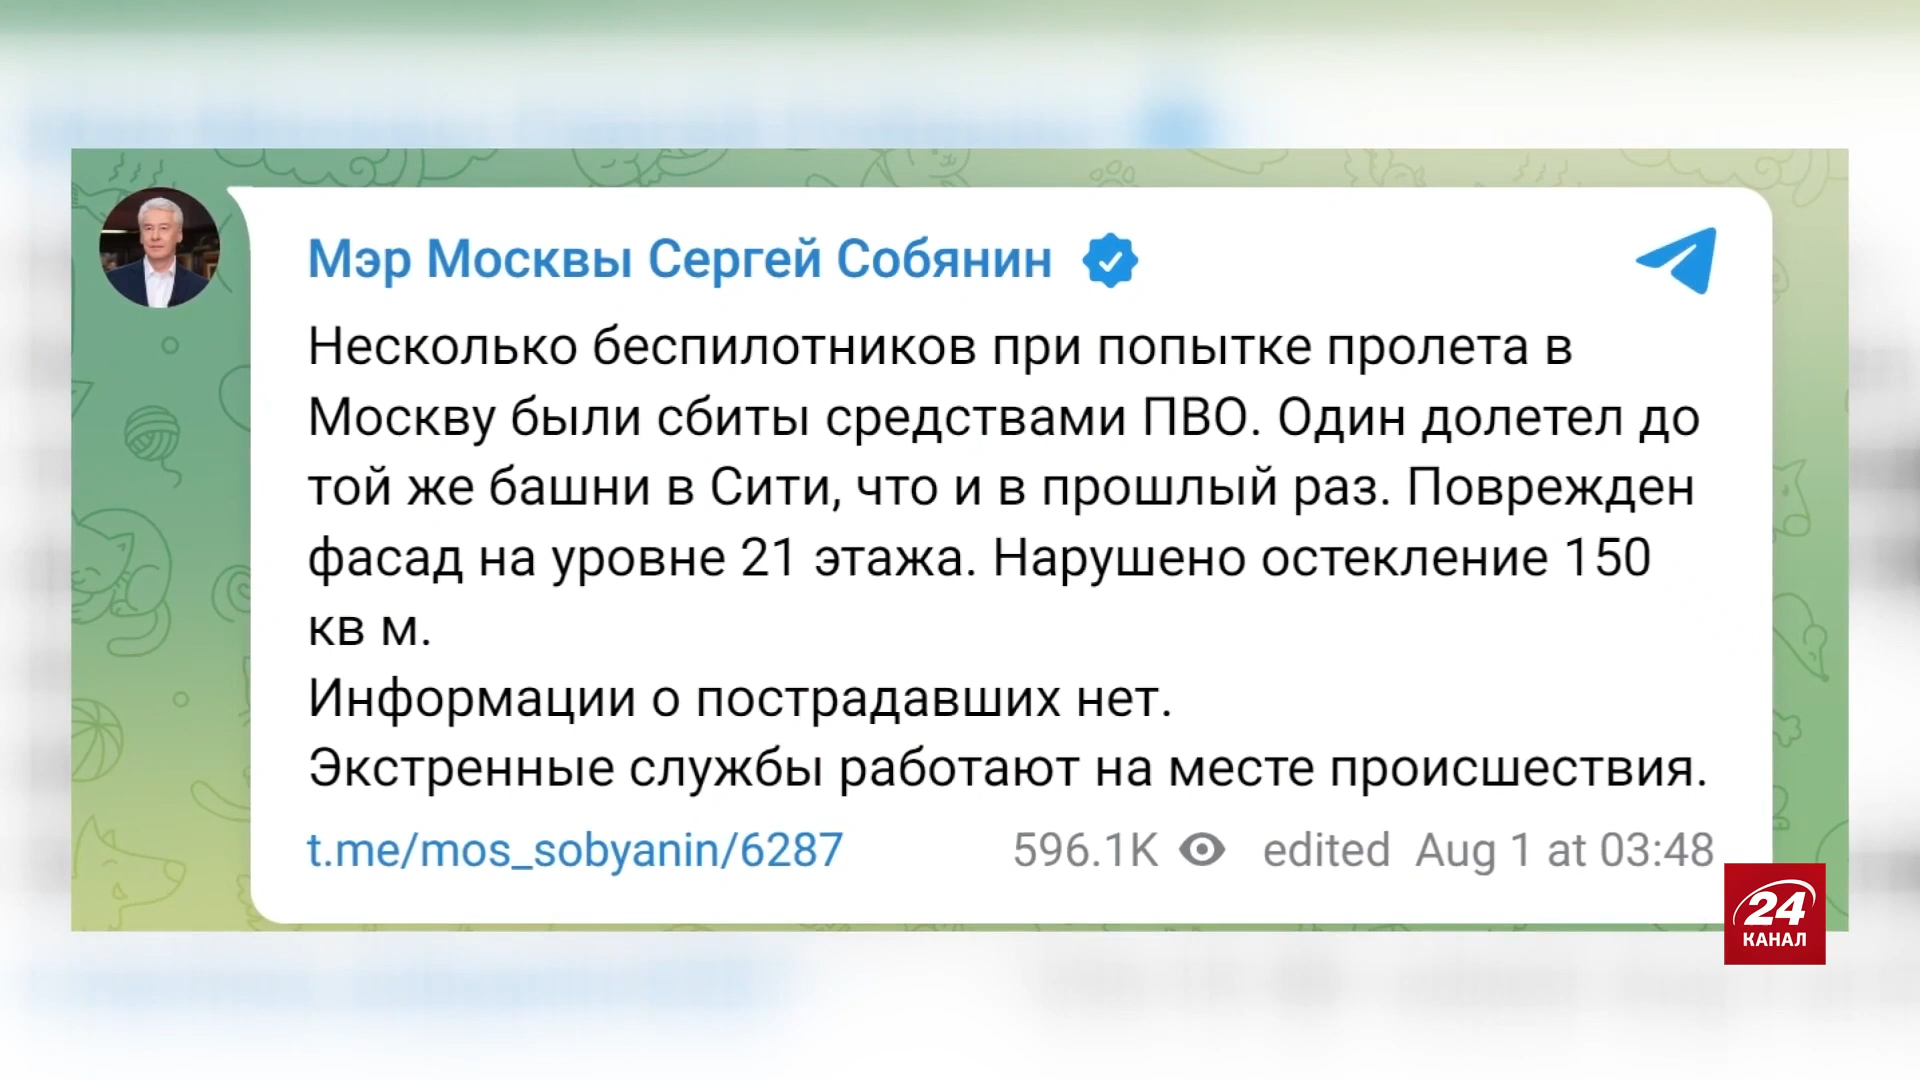 Мэр Москвы Сергей Собянин
Несколько беспилотников при попытке пролета в
Москву были сбиты средствами ПВО. Один долетел до
той же башни в Сити, что и в прошлый раз. Поврежден
фасад на уровне 21 этажа. Нарушено остекление 150
кв м.
Информации о пострадавших нет.
Экстренные службы работают на месте происшествия.
t.me/mos_sobyanin/6287 596.1K edited Aug 1 at 03:48
24
КАНАЛ